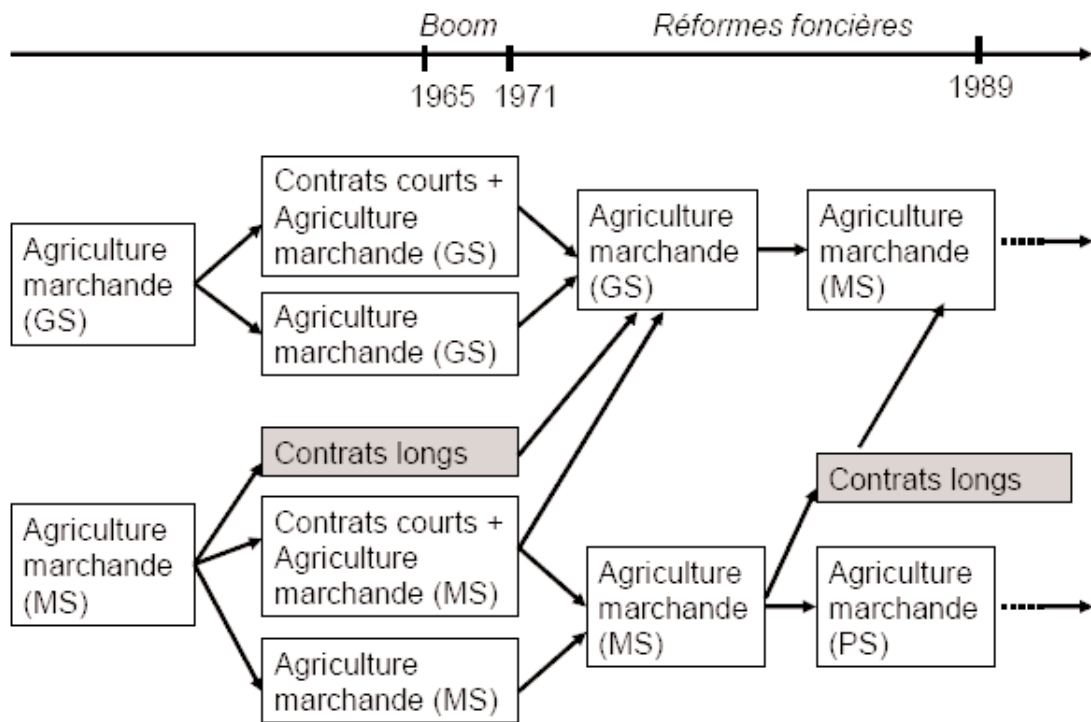 Boom
Réformes foncières
1965
1971
1989
Agriculture
marchande
(GS)
Contrats courts +
Agriculture
marchande (GS)
Agriculture
marchande (GS)
Agriculture
marchande
(GS)
Agriculture
marchande
(MS)
Agriculture
marchande
(MS)
Contrats longs
Contrats courts +
Agriculture
marchande (MS)
Agriculture
marchande (MS)
Agriculture
marchande
(MS)
Contrats longs
Agriculture
marchande
(PS)